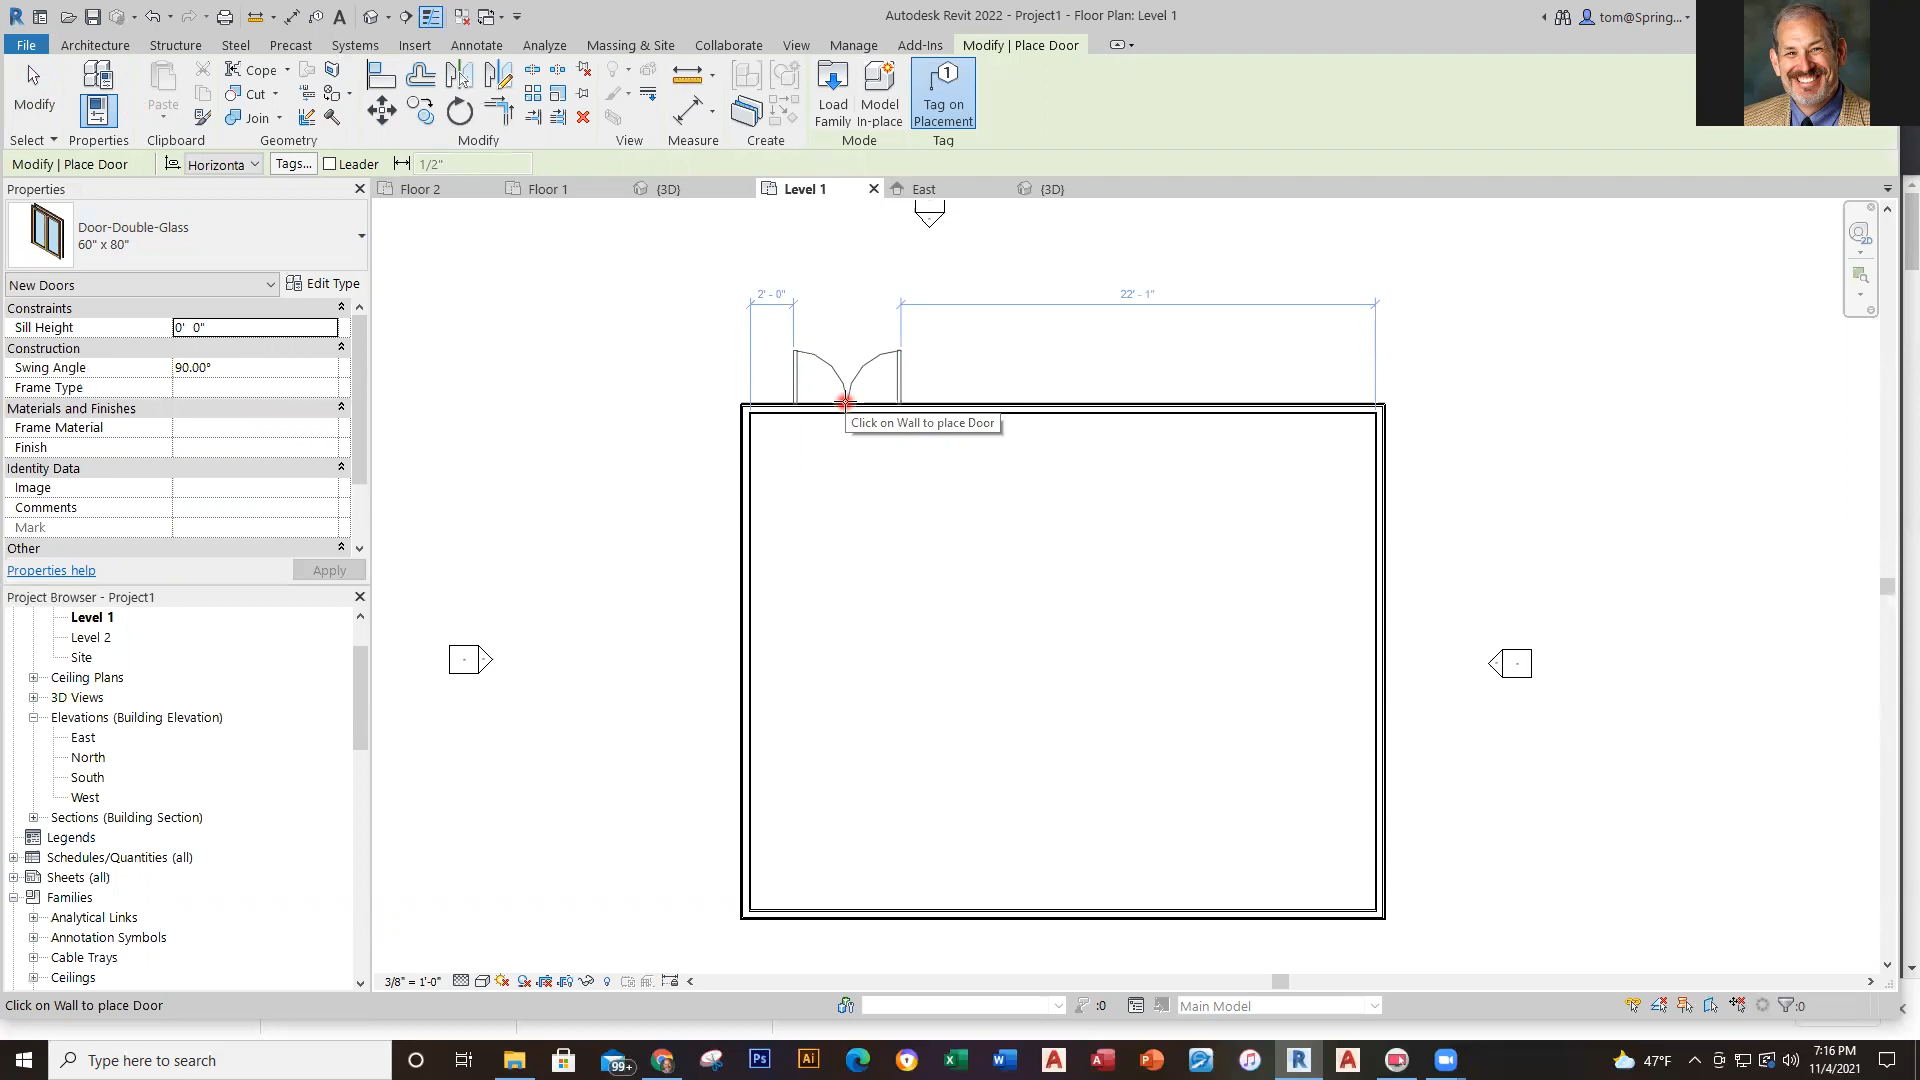 Autodesk Revit 2022 - Project1 - Floor Plan: Level 1
tom@Spring...
File Architecture Structure Steel Precast Systems Insert Annotate Analyze Massing & Site Collaborate View Manage Add-Ins Modify | Place Door
Modify
Paste
Cope
Cut
Join
Load Family
Model In-place
Tag on Placement
Select Properties Clipboard Geometry Modify View Measure Create Mode Tag
Modify | Place Door Horizonta Tags... Leader 1/2"
Properties
Floor 2 Floor 1 {3D} Level 1 East {3D}
Door-Double-Glass
60" x 80"
New Doors Edit Type
Constraints
Sill Height 0' 0"
Construction
Swing Angle 90.00°
Frame Type
Materials and Finishes
Frame Material
Finish
Identity Data
Image
Comments
Mark
Other
Properties help Apply
2' - 0" 22' - 1"
Click on Wall to place Door
Project Browser - Project1
Level 1
Level 2
Site
Ceiling Plans
3D Views
Elevations (Building Elevation)
East
North
South
West
Sections (Building Section)
Legends
Schedules/Quantities (all)
Sheets (all)
Families
Analytical Links
Annotation Symbols
Cable Trays
Ceilings
3/8" = 1'-0"
Click on Wall to place Door :0 Main Model :0
Type here to search
99+
47°F
7:16 PM
11/4/2021